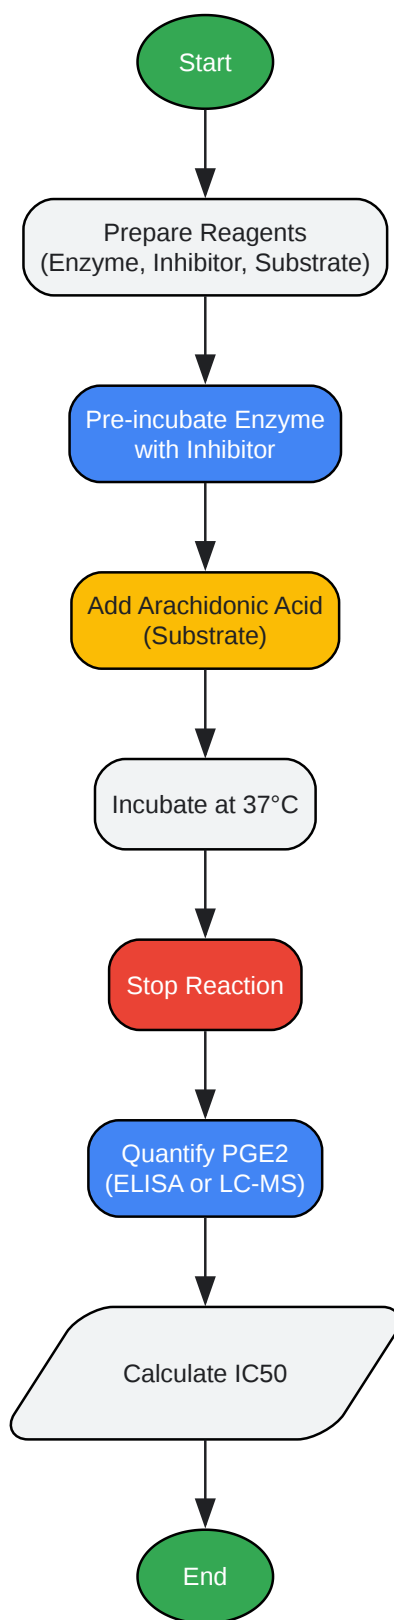 Start
Prepare Reagents
(Enzyme, Inhibitor, Substrate)
Pre-incubate Enzyme
with Inhibitor
Add Arachidonic Acid
(Substrate)
Incubate at 37°C
Stop Reaction
Quantify PGE2
(ELISA or LC-MS)
Calculate IC50
End